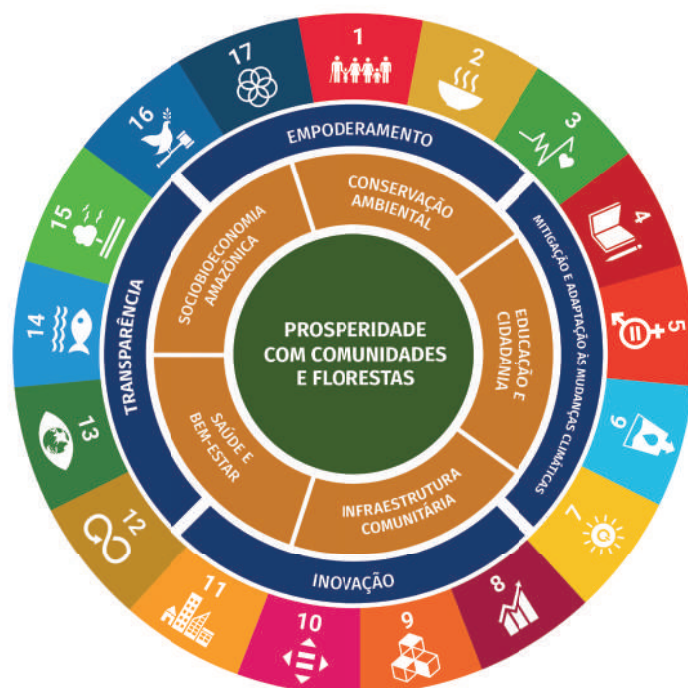 1
2
3
4
5
6
7
8
9
10
11
12
13
14
15
16
17
EMPODERAMENTO
MITIGAÇÃO E ADAPTAÇÃO ÀS MUDANÇAS CLIMÁTICAS
INOVAÇÃO
TRANSPARÊNCIA
CONSERVAÇÃO
AMBIENTAL
EDUCAÇÃO E
CIDADANIA
INFRAESTRUTURA
COMUNITÁRIA
SAÚDE E
BEM-ESTAR
SOCIOBIOECONOMIA
AMAZÔNICA
PROSPERIDADE
COM COMUNIDADES
E FLORESTAS